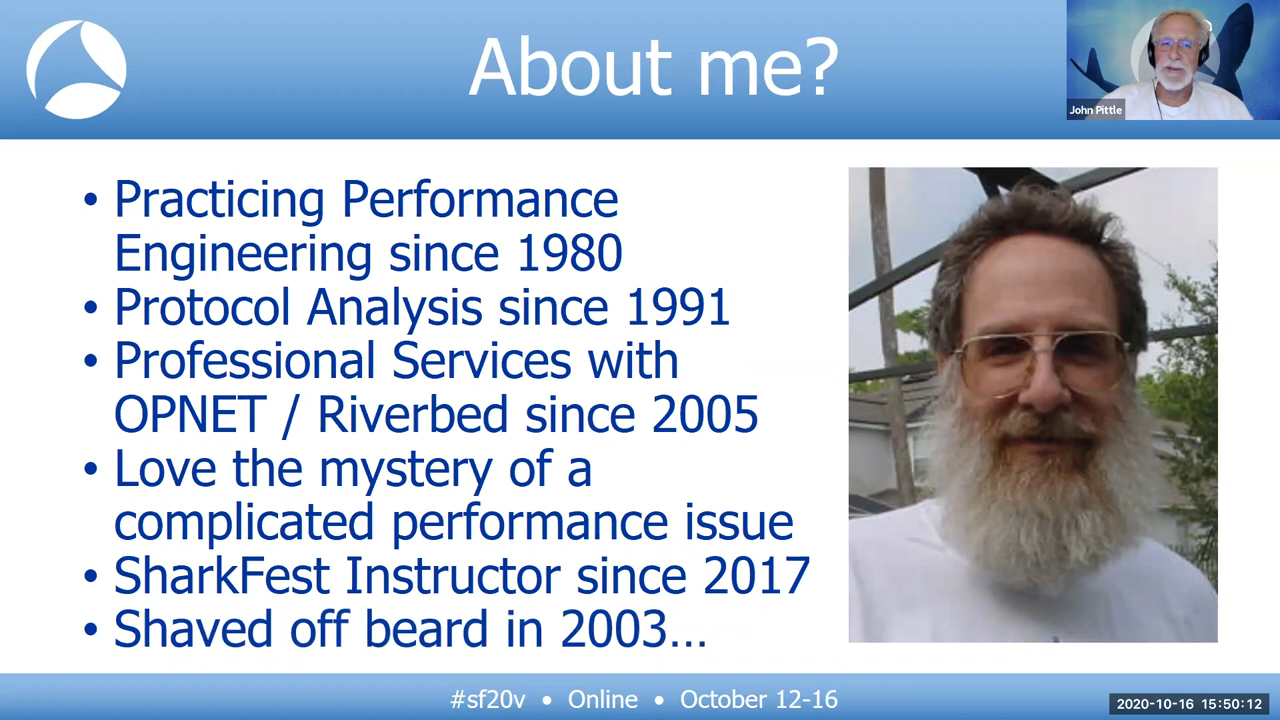 About me?
John Pittle
• Practicing Performance
Engineering since 1980
• Protocol Analysis since 1991
• Professional Services with
OPNET / Riverbed since 2005
• Love the mystery of a
complicated performance issue
• SharkFest Instructor since 2017
• Shaved off beard in 2003…
#sf20v • Online • October 12-16
2020-10-16 15:50:12